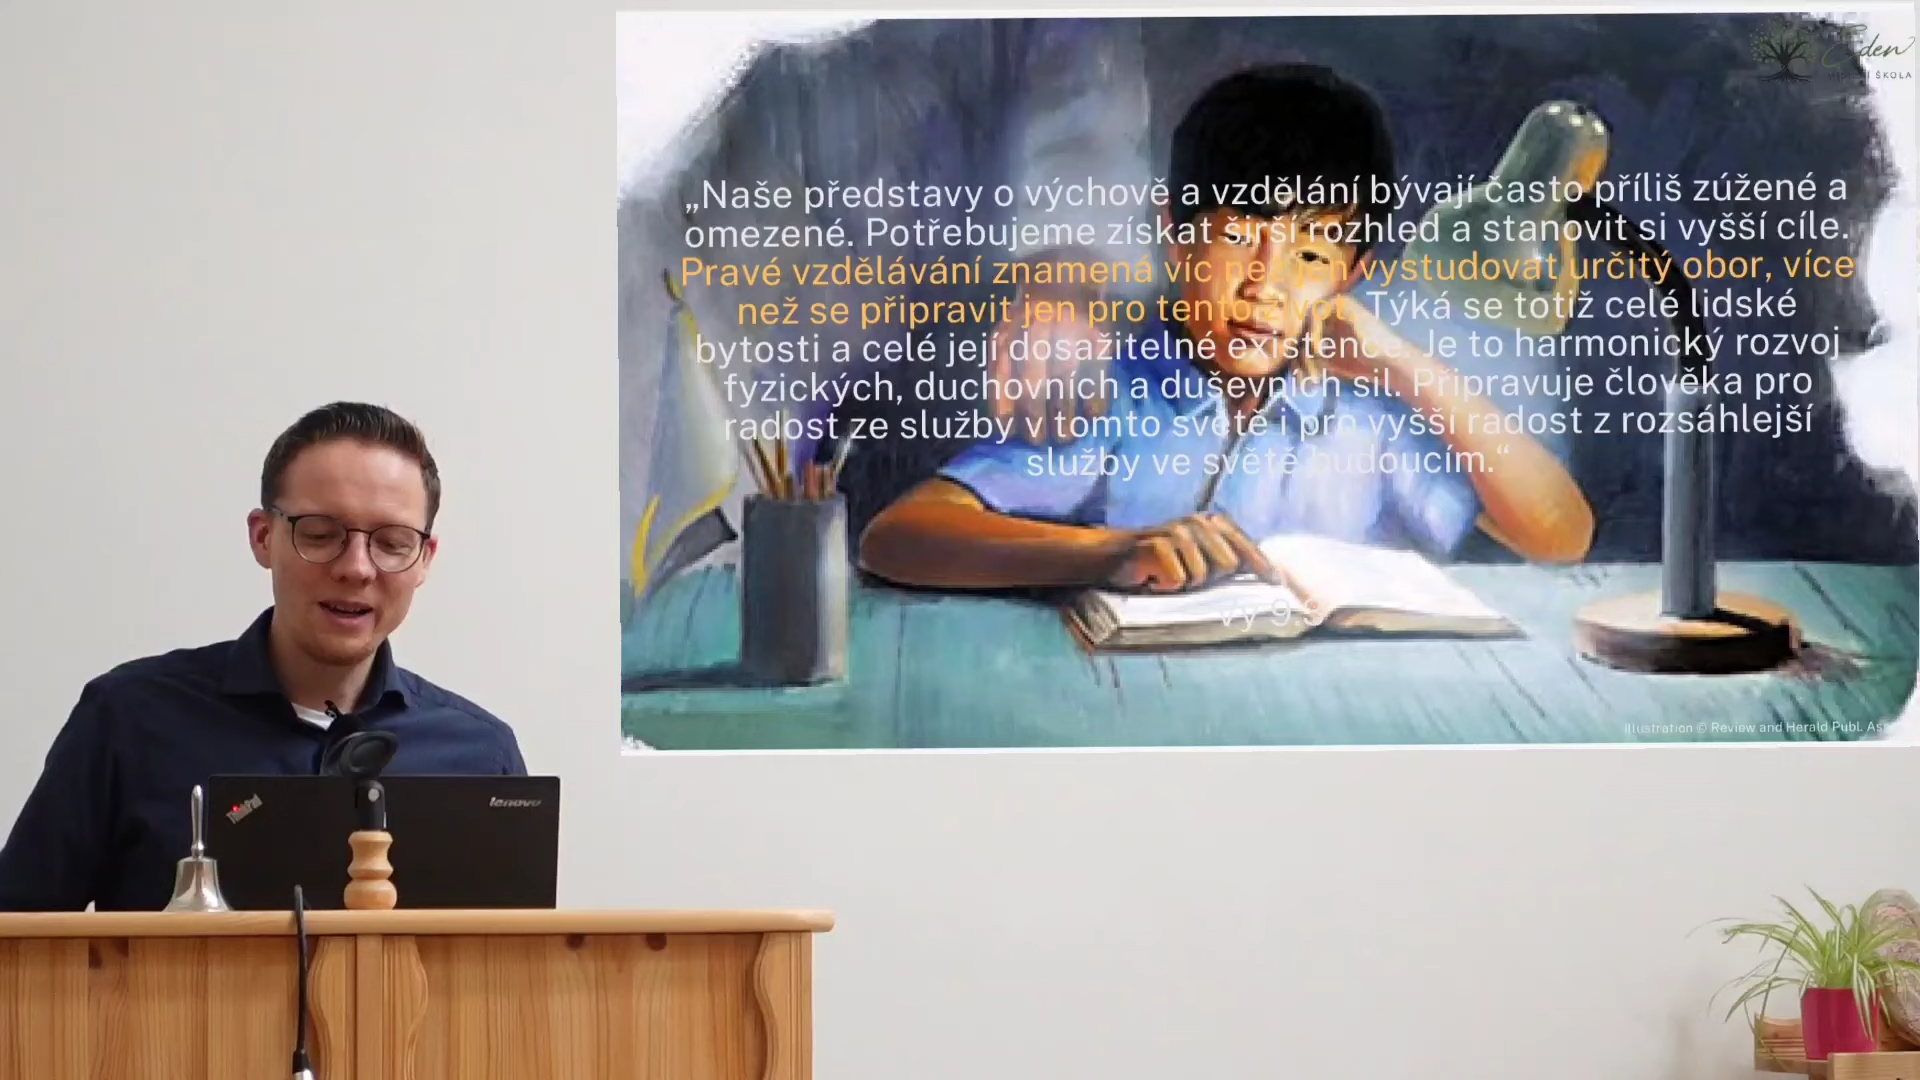 Eden
ŠKOLA
„Naše představy o výchově a vzdělání bývají často příliš zúžené a
omezené. Potřebujeme získat širší rozhled a stanovit si vyšší cíle.
Pravé vzdělávání znamená víc než jen vystudovat určitý obor, více
než se připravit jen pro tento život. Týká se totiž celé lidské
bytosti a celé její dosažitelné existence. Je to harmonický rozvoj
fyzických, duchovních a duševních sil. Připravuje člověka pro
radost ze služby v tomto světě i pro vyšší radost z rozsáhlejší
služby ve světě budoucím.“
Illustration © Review and Herald Publ.
ThinkPad
lenovo